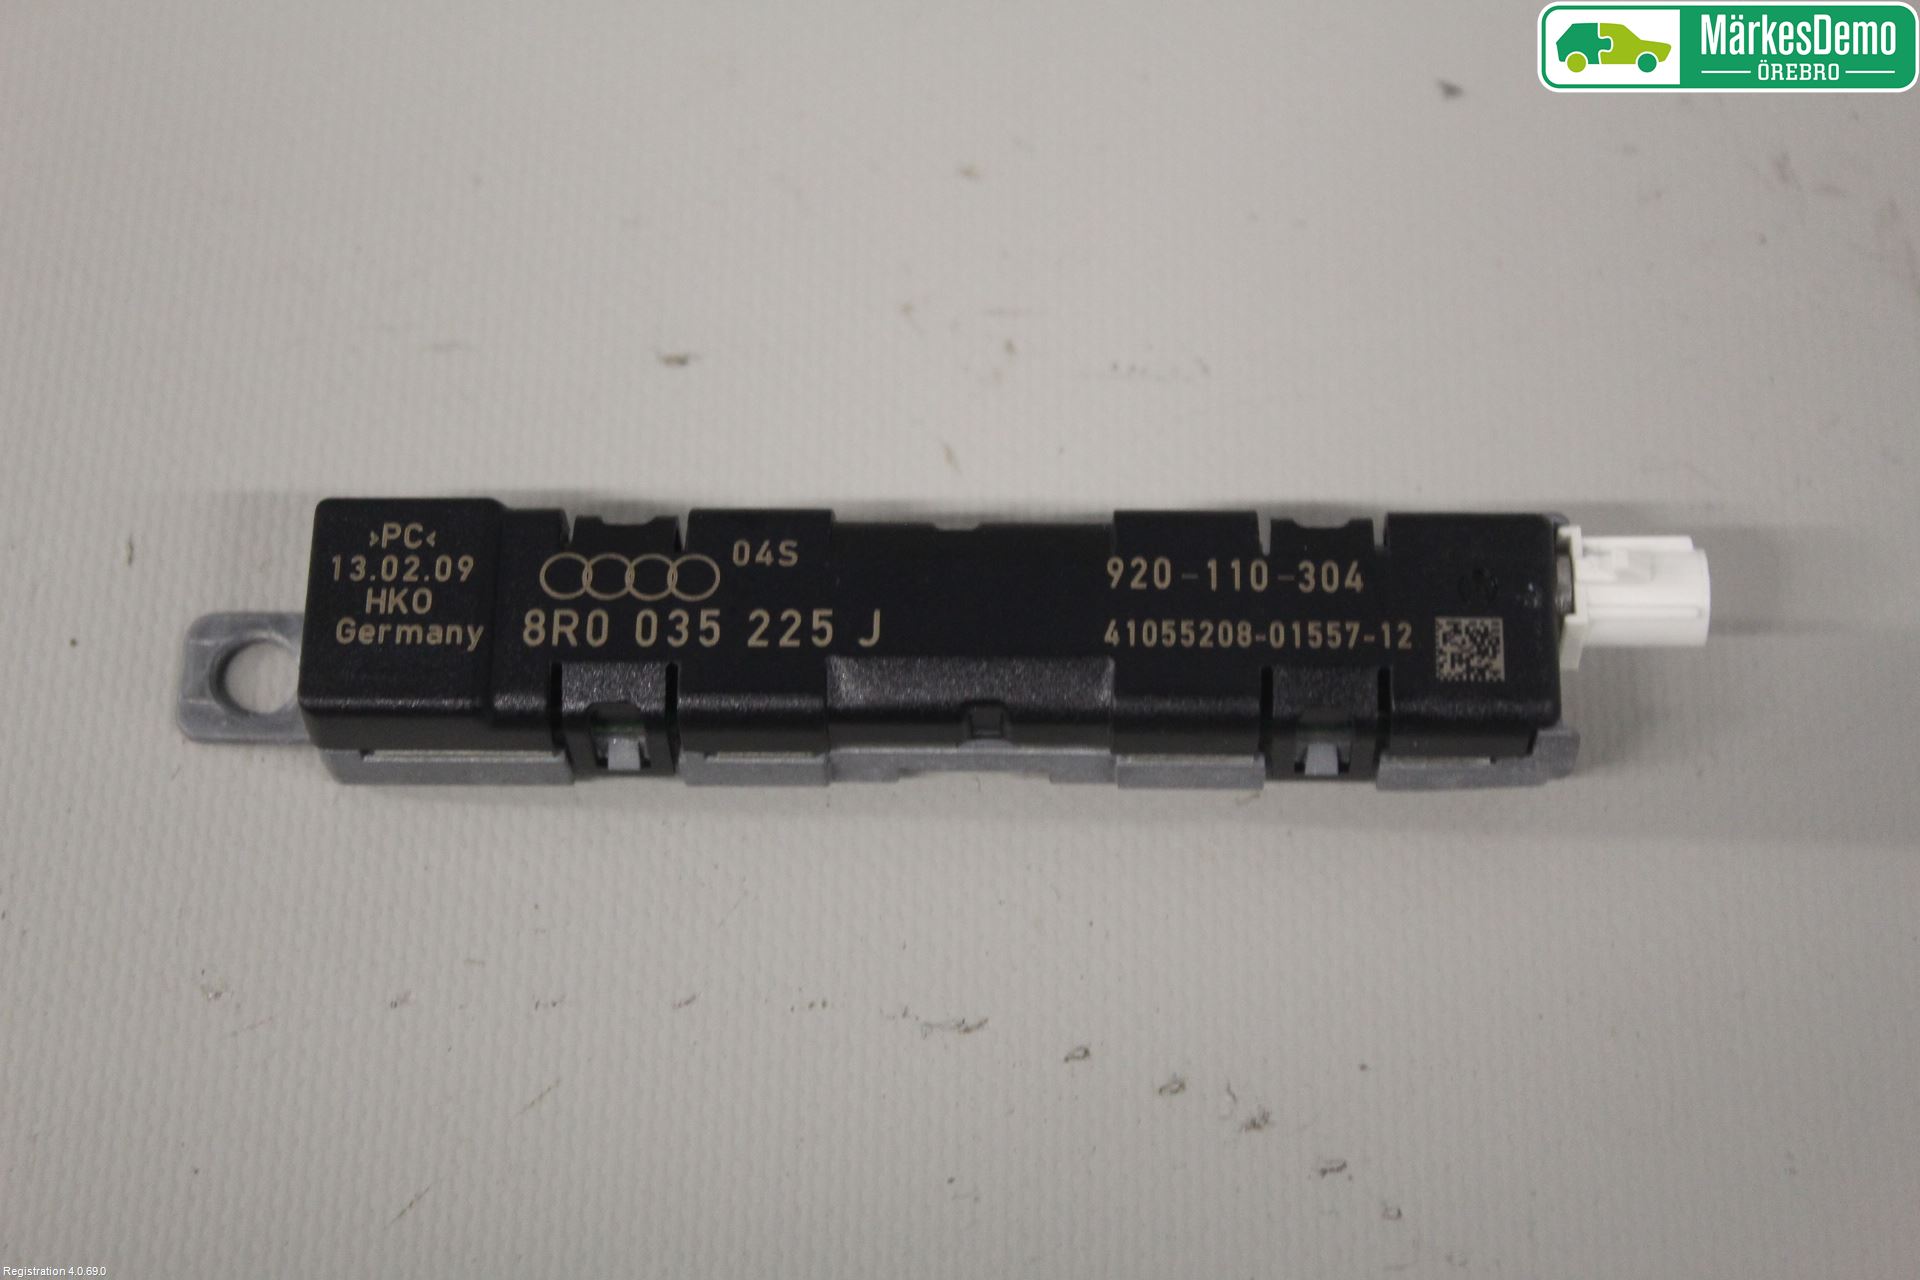 MärkesDemo
ÖREBRO
>PC<
13.02.09
HKO
Germany
04S
8R0 035 225 J
920-110-304
41055208-01557-12
Registration 4.0.69.0